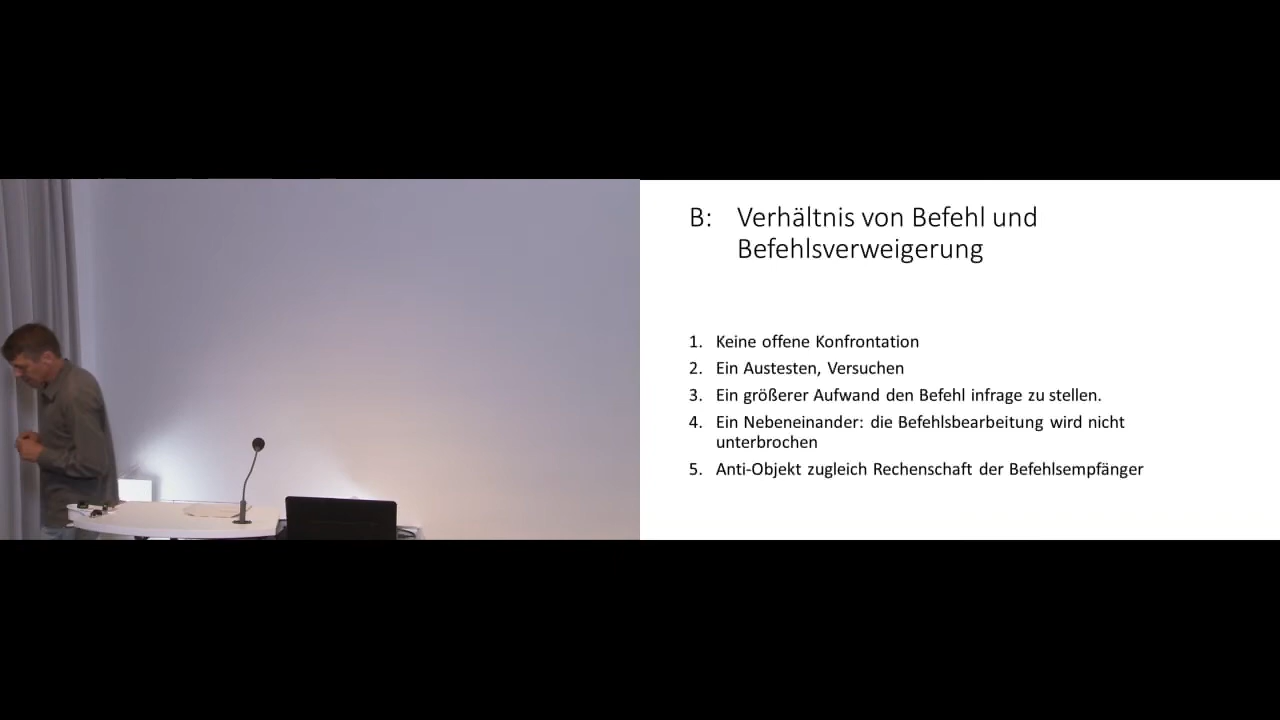 B: Verhältnis von Befehl und
Befehlsverweigerung
1. Keine offene Konfrontation
2. Ein Austesten, Versuchen
3. Ein größerer Aufwand den Befehl infrage zu stellen.
4. Ein Nebeneinander: die Befehlsbearbeitung wird nicht
unterbrochen
5. Anti-Objekt zugleich Rechenschaft der Befehlsempfänger